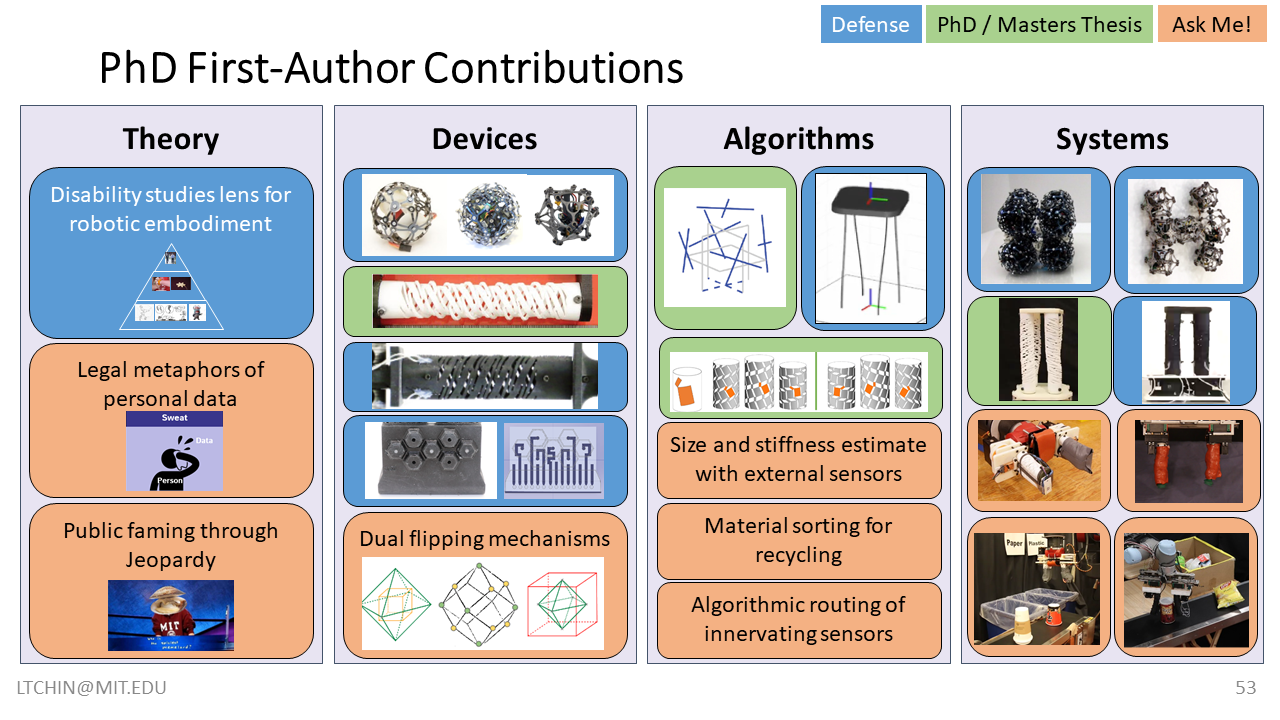 Defense
PhD / Masters Thesis
Ask Me!
PhD First-Author Contributions
Theory
Disability studies lens for
robotic embodiment
Legal metaphors of
personal data
Sweat
Data
Person
Public faming through
Jeopardy
MIT
Devices
Dual flipping mechanisms
Algorithms
Size and stiffness estimate
with external sensors
Material sorting for
recycling
Algorithmic routing of
innervating sensors
Systems
Paper
Plastic
LTCHIN@MIT.EDU
53